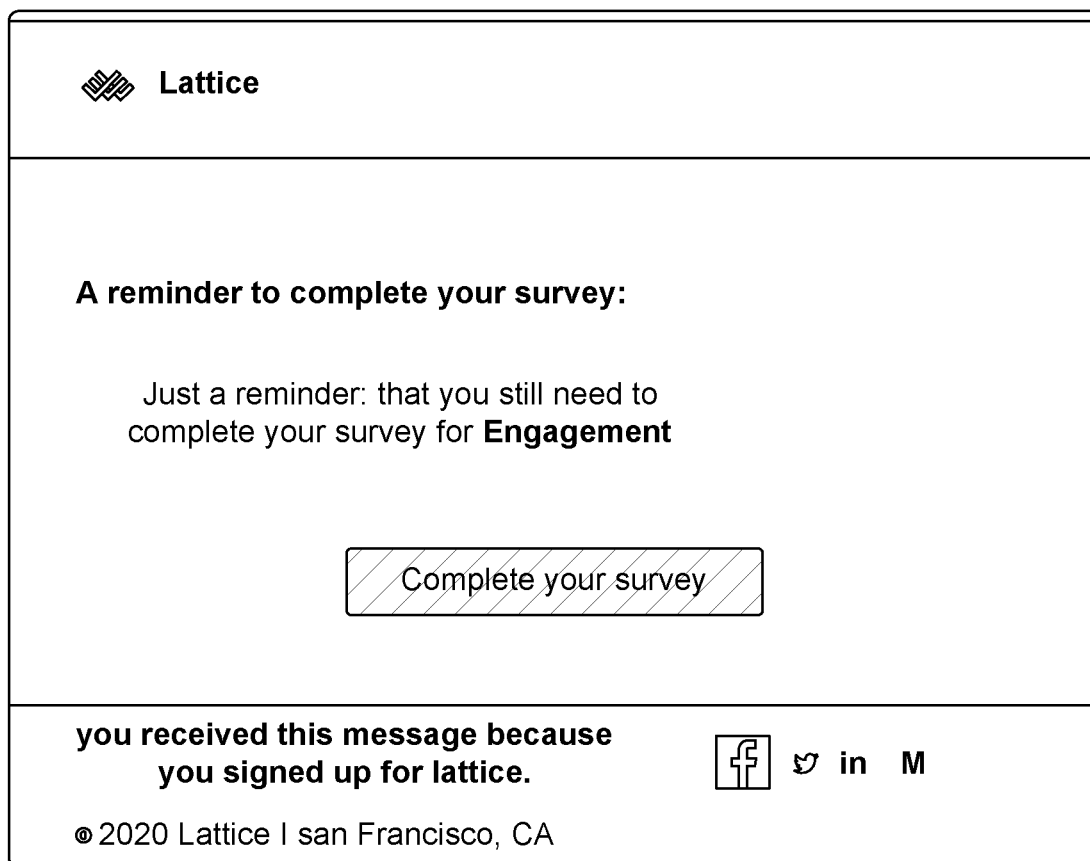 Lattice
A reminder to complete your survey:
Just a reminder: that you still need to
complete your survey for Engagement
Complete your survey
you received this message because
you signed up for lattice.
in M
© 2020 Lattice I san Francisco, CA